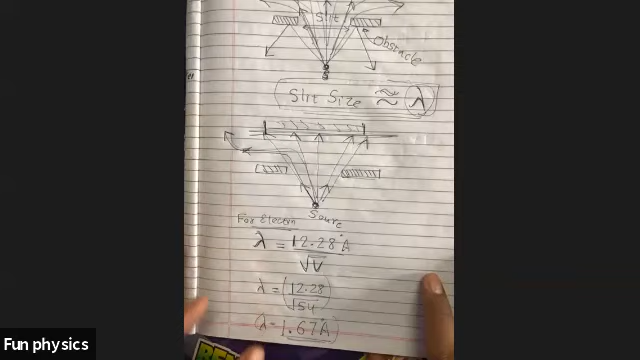 Slit
Obstacle
S
Slit Size ≈ λ
Source
For Electron
λ = 12.28 Å
√V
λ = 12.28
√54
λ = 1.67 Å
Fun physics